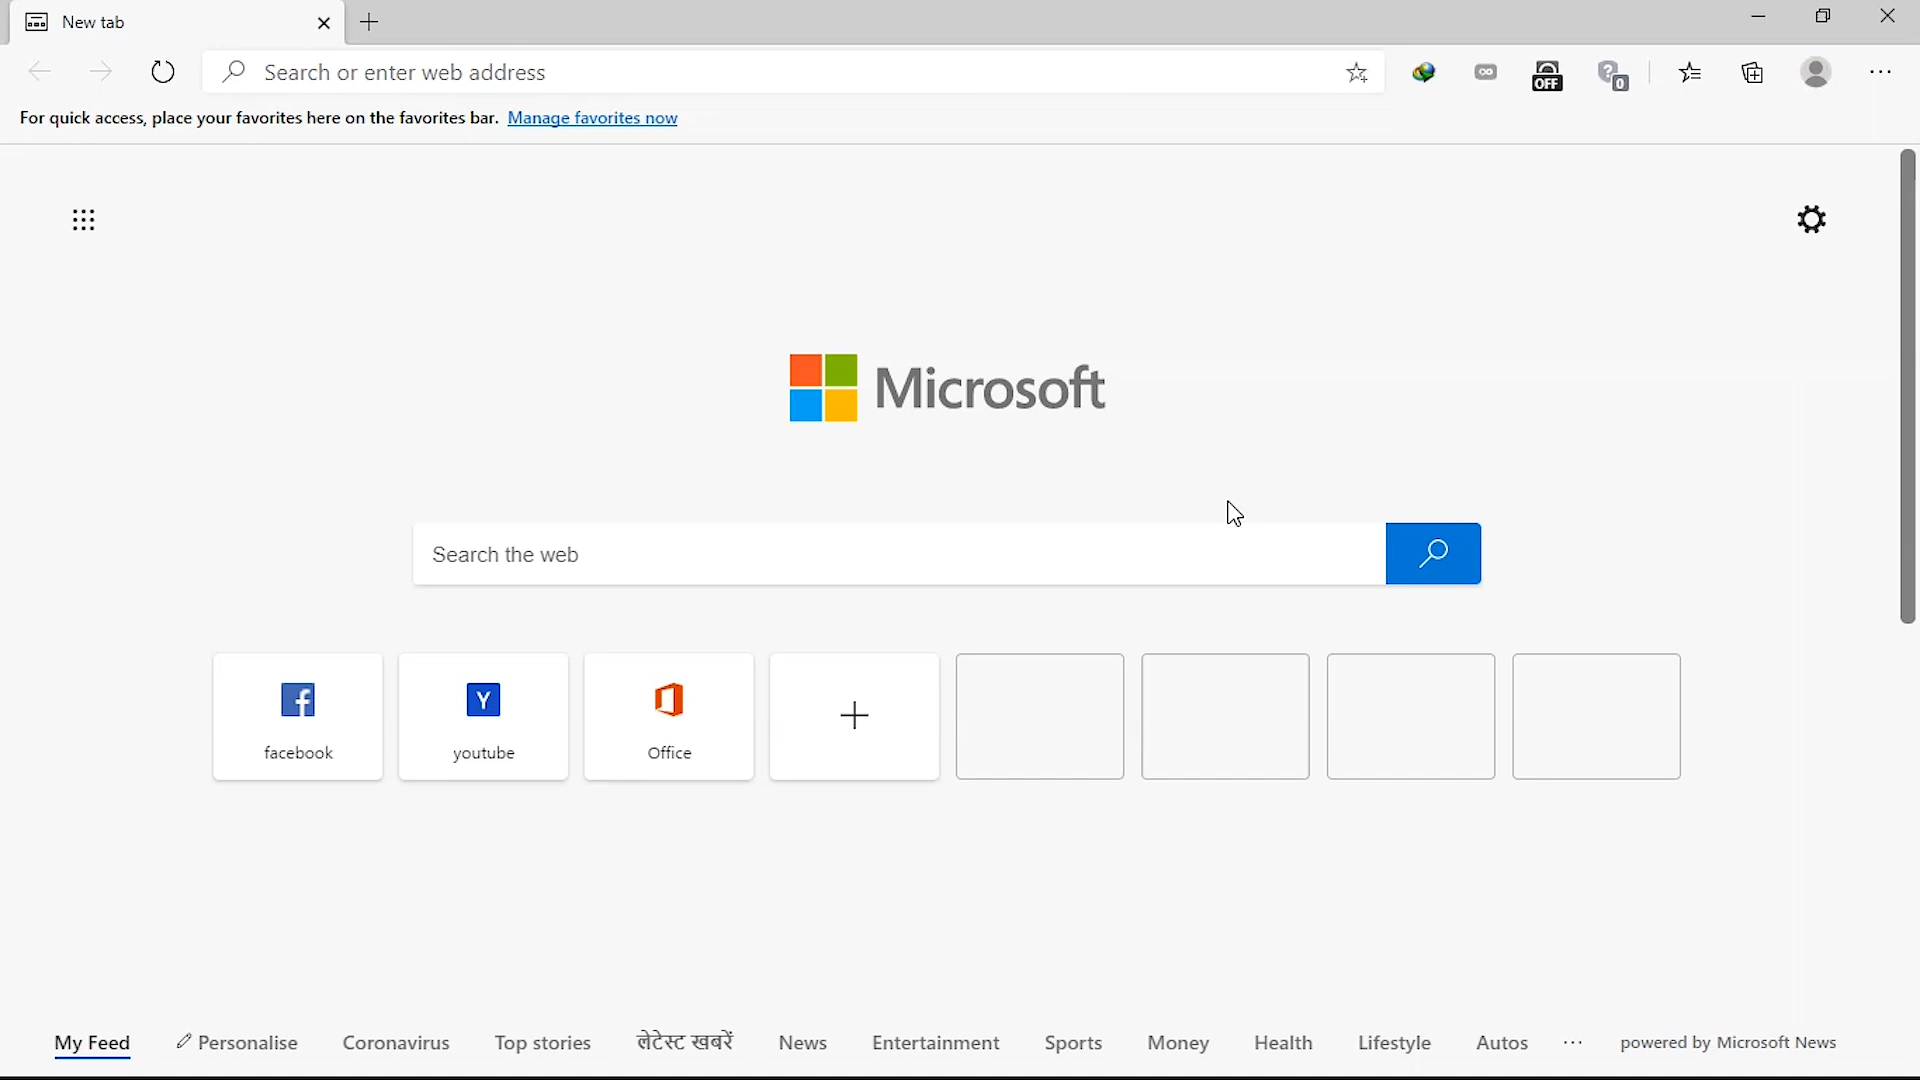 New tab
Search or enter web address
OFF
0
For quick access, place your favorites here on the favorites bar. Manage favorites now
Microsoft
Search the web
f
Y
facebook
youtube
Office
My Feed
Personalise
Coronavirus
Top stories
लेटेस्ट खबरें
News
Entertainment
Sports
Money
Health
Lifestyle
Autos
powered by Microsoft News